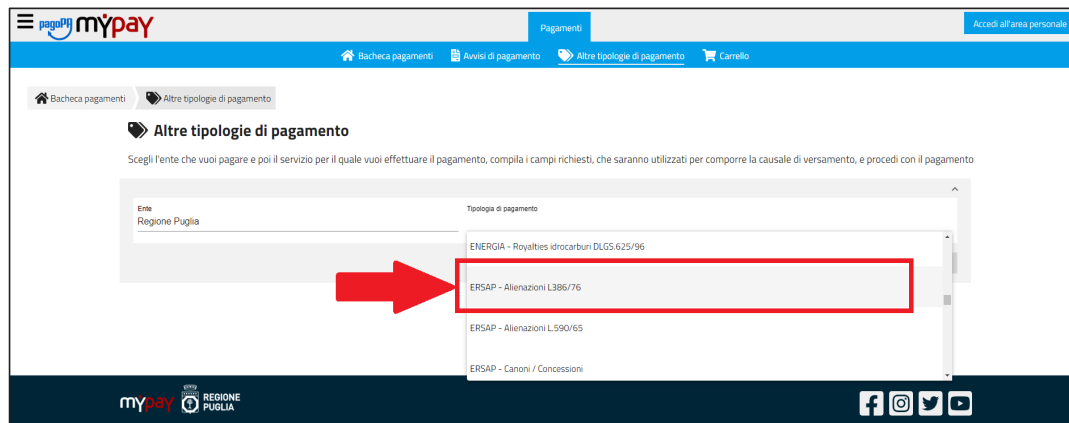 pagoPA mypay
Pagamenti
Accedi all'area personale
Bacheca pagamenti
Avvisi di pagamento
Altre tipologie di pagamento
Carrello
Bacheca pagamenti
Altre tipologie di pagamento
Altre tipologie di pagamento
Scegli l'ente che vuoi pagare e poi il servizio per il quale vuoi effettuare il pagamento, compila i campi richiesti, che saranno utilizzati per comporre la causale di versamento, e procedi con il pagamento
Ente
Regione Puglia
Tipologia di pagamento
ENERGIA - Royalties idrocarburi DLGS.625/96
ERSAP - Alienazioni L386/76
ERSAP - Alienazioni L.590/65
ERSAP - Canoni / Concessioni
mypay
REGIONE
PUGLIA